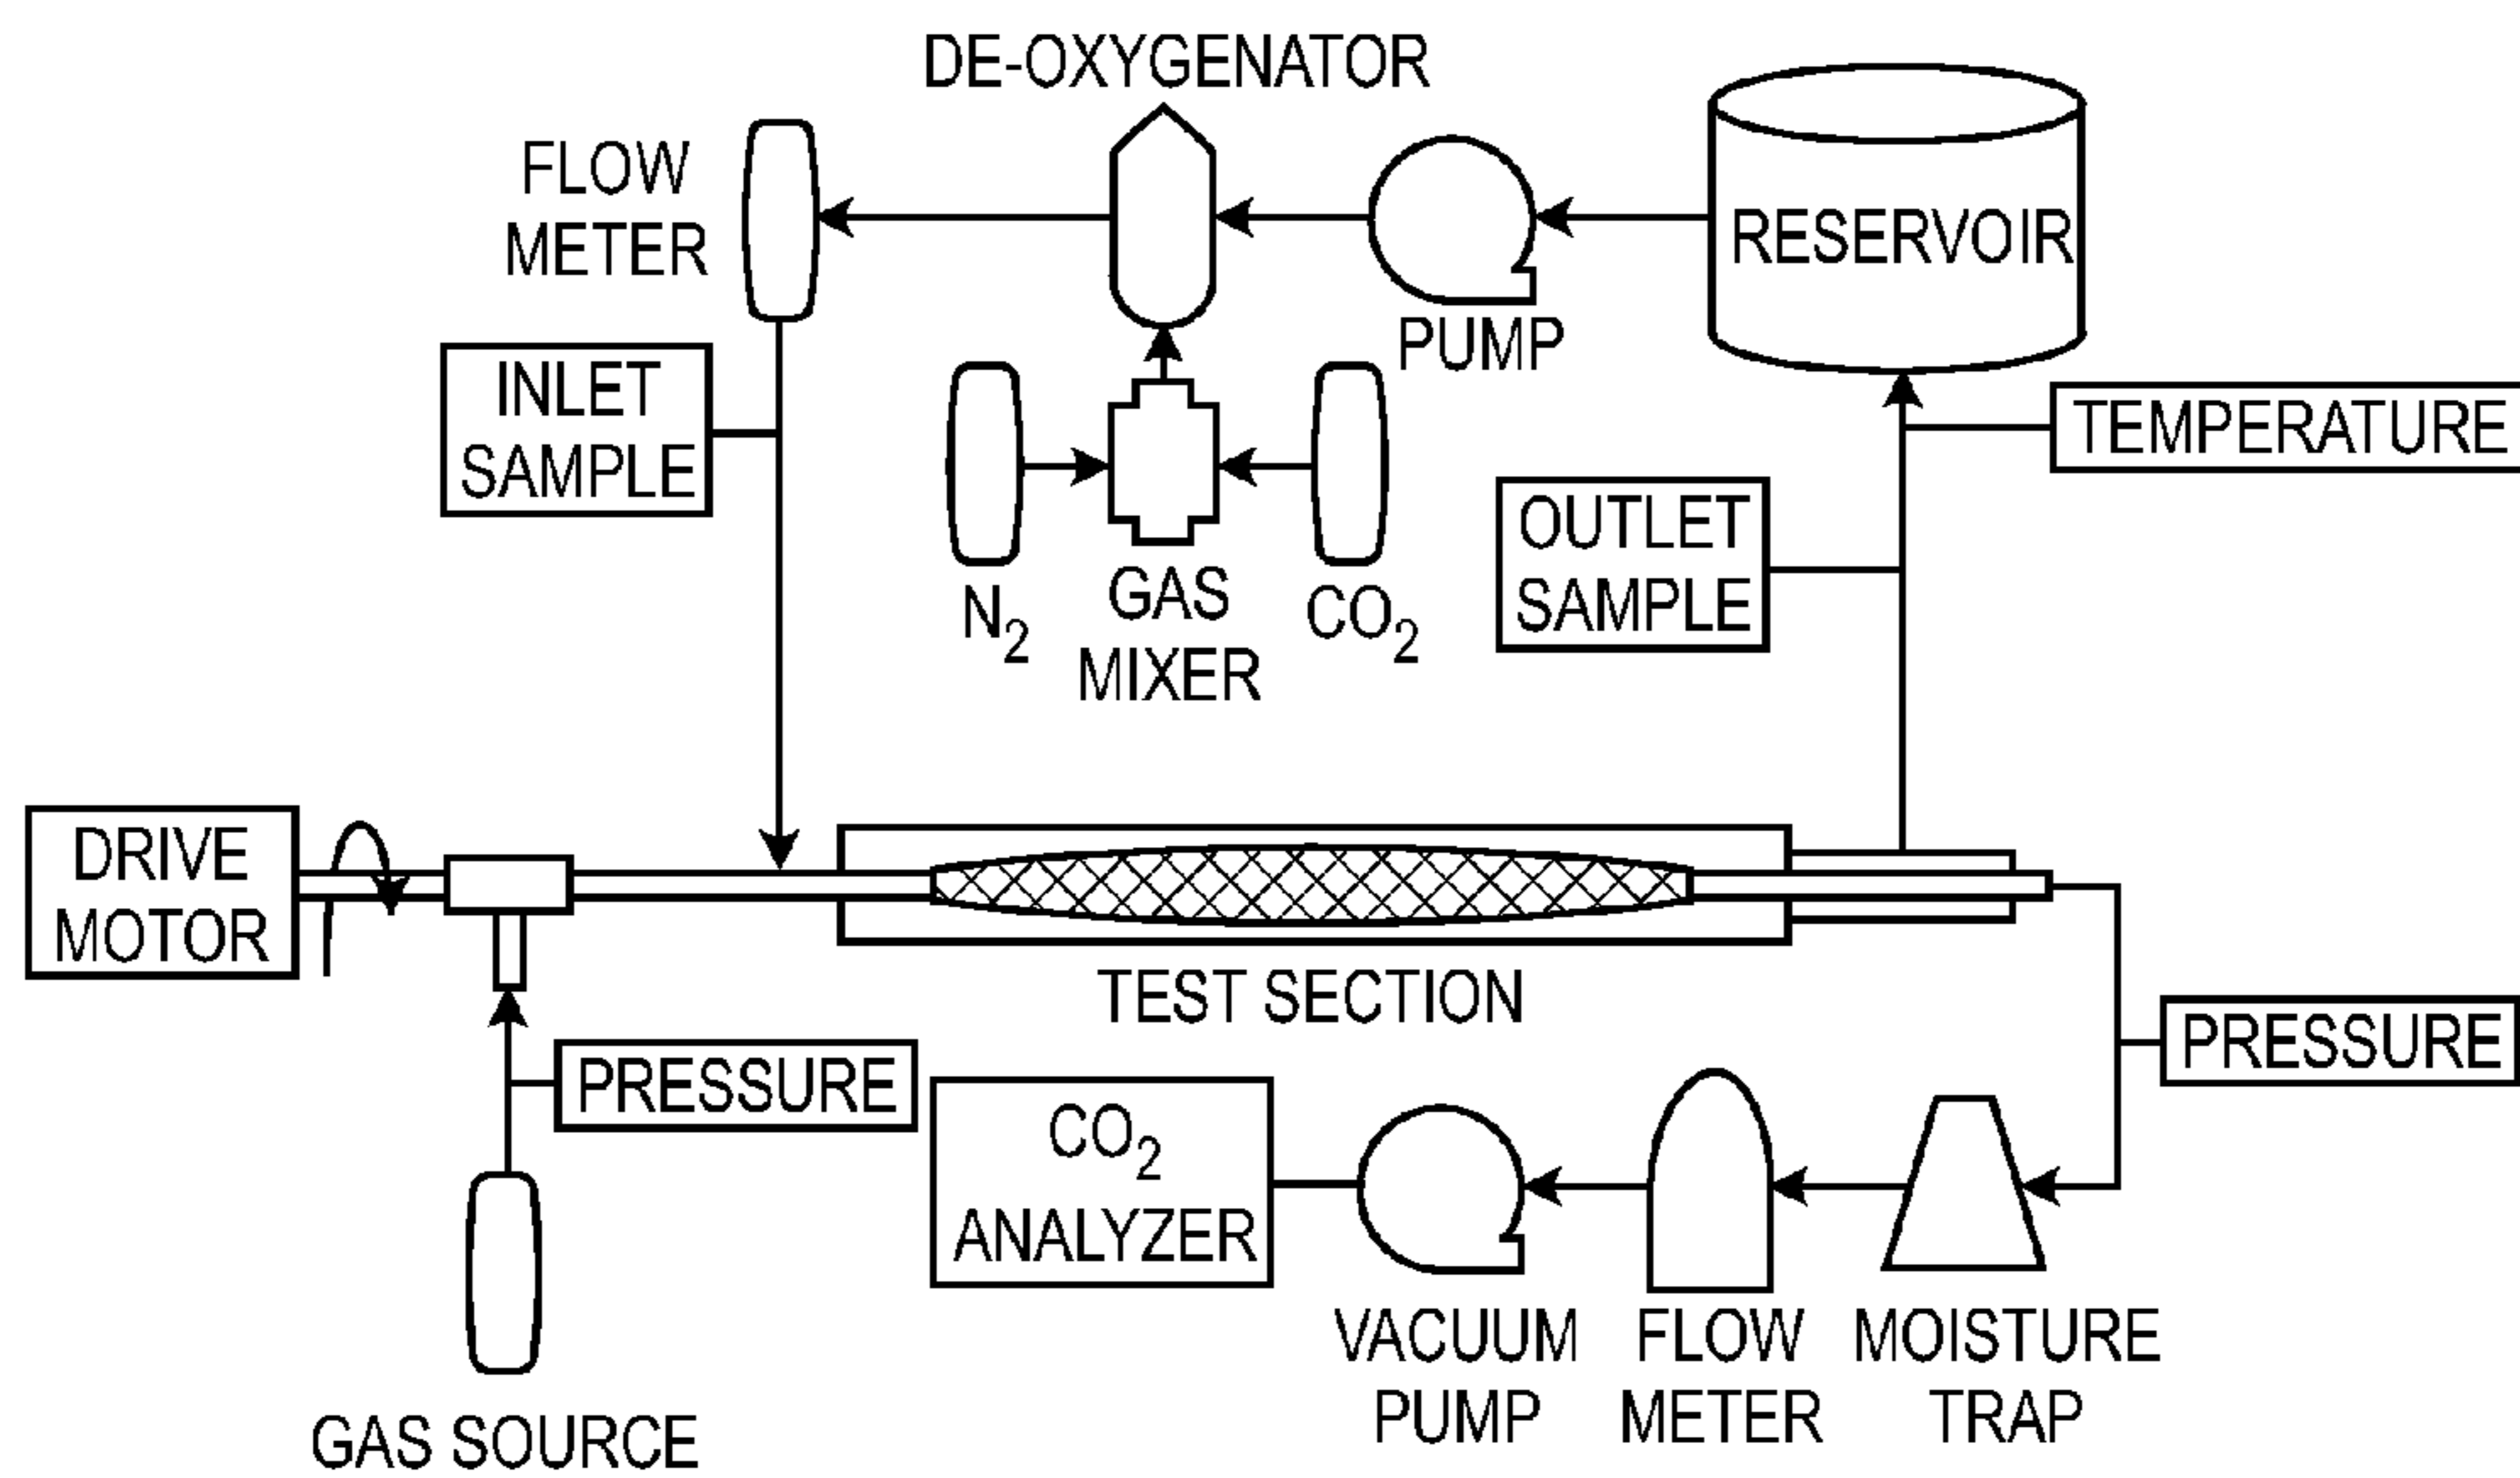 DE-OXYGENATOR
FLOW
METER
RESERVOIR
PUMP
INLET
SAMPLE
TEMPERATURE
OUTLET
SAMPLE
N2
GAS
MIXER
CO2
DRIVE
MOTOR
TEST SECTION
PRESSURE
PRESSURE
CO2
ANALYZER
VACUUM
PUMP
FLOW
METER
MOISTURE
TRAP
GAS SOURCE